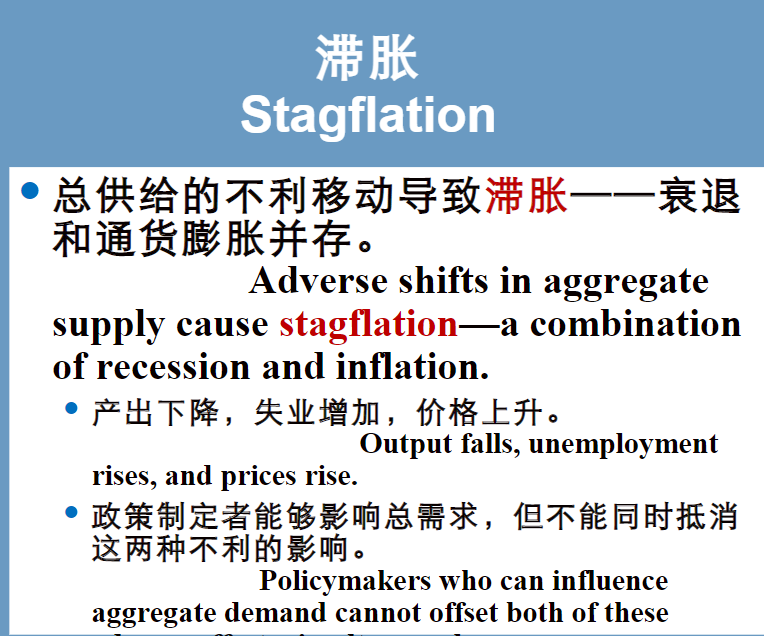 滞胀
Stagflation
总供给的不利移动导致滞胀——衰退
和通货膨胀并存。
Adverse shifts in aggregate
supply cause stagflation—a combination
of recession and inflation.
产出下降，失业增加，价格上升。
Output falls, unemployment
rises, and prices rise.
政策制定者能够影响总需求，但不能同时抵消
这两种不利的影响。
Policymakers who can influence
aggregate demand cannot offset both of these